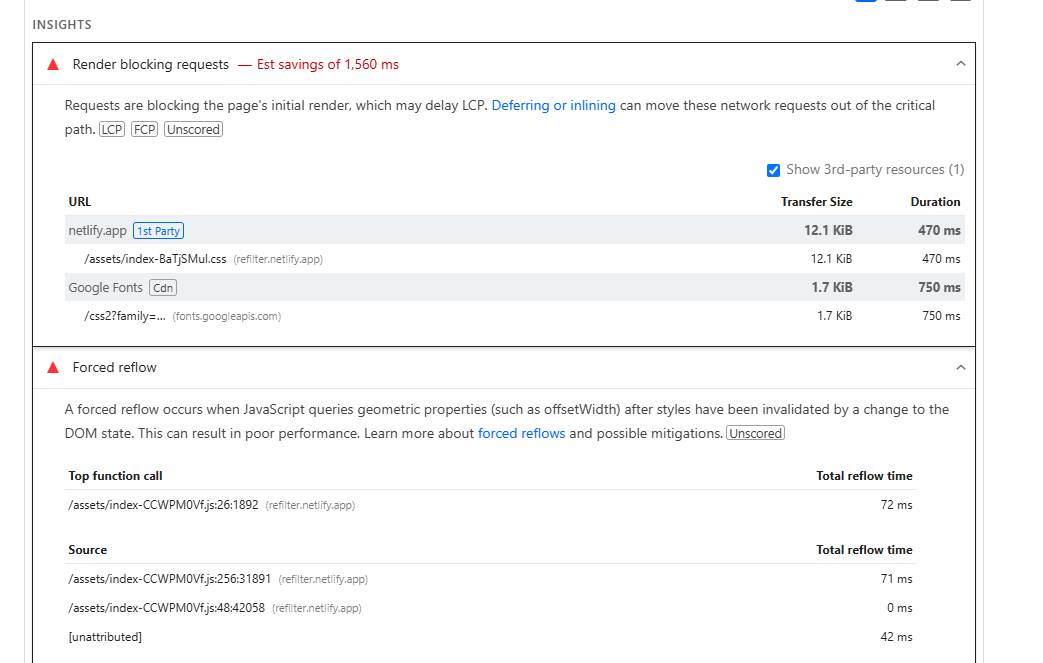 INSIGHTS
Render blocking requests — Est savings of 1,560 ms
Requests are blocking the page's initial render, which may delay LCP. Deferring or inlining can move these network requests out of the critical
path. LCP FCP Unscored
Show 3rd-party resources (1)
URL Transfer Size Duration
netlify.app 1st Party 12.1 KiB 470 ms
/assets/index-BaTjSMul.css (refilter.netlify.app) 12.1 KiB 470 ms
Google Fonts Cdn 1.7 KiB 750 ms
/css2?family=... (fonts.googleapis.com) 1.7 KiB 750 ms
Forced reflow
A forced reflow occurs when JavaScript queries geometric properties (such as offsetWidth) after styles have been invalidated by a change to the
DOM state. This can result in poor performance. Learn more about forced reflows and possible mitigations. Unscored
Top function call Total reflow time
/assets/index-CCWPM0Vf.js:26:1892 (refilter.netlify.app) 72 ms
Source Total reflow time
/assets/index-CCWPM0Vf.js:256:31891 (refilter.netlify.app) 71 ms
/assets/index-CCWPM0Vf.js:48:42058 (refilter.netlify.app) 0 ms
[unattributed] 42 ms